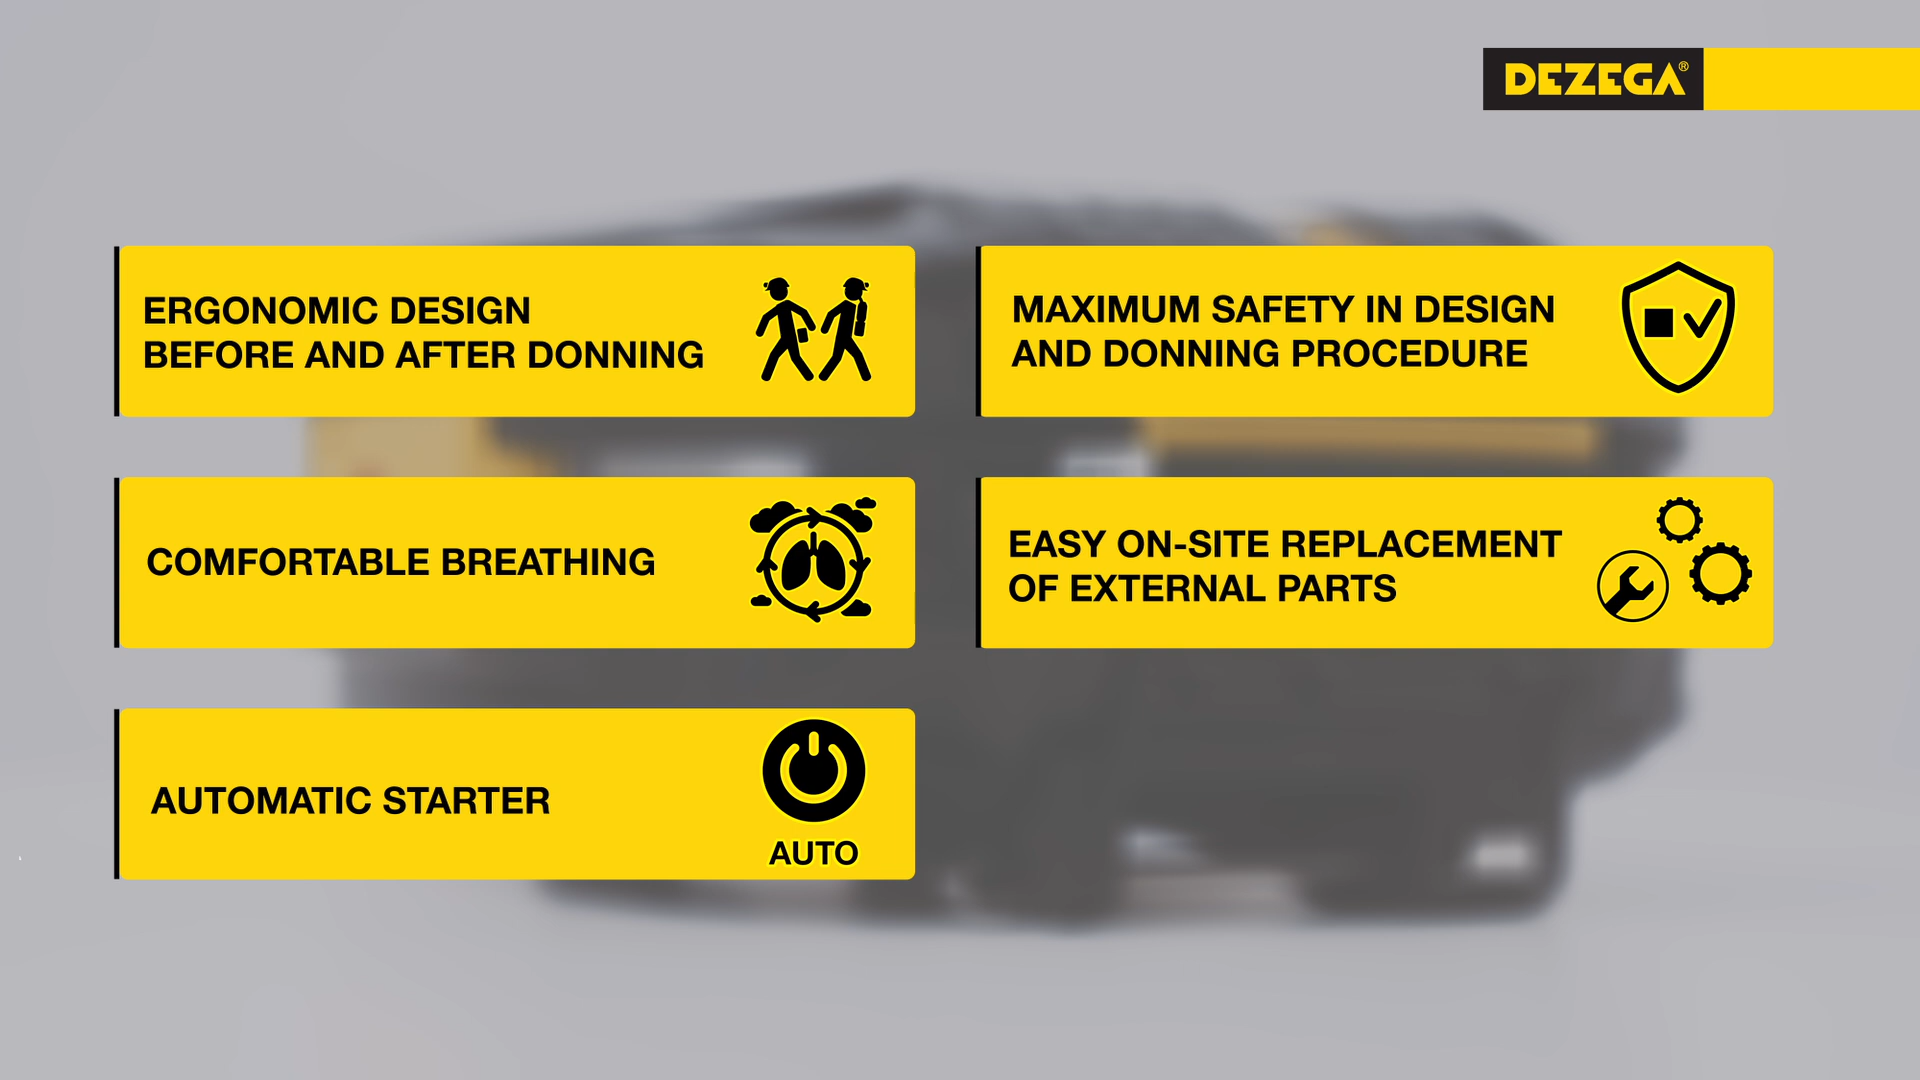 DEZEGA®
ERGONOMIC DESIGN
BEFORE AND AFTER DONNING
MAXIMUM SAFETY IN DESIGN
AND DONNING PROCEDURE
COMFORTABLE BREATHING
EASY ON-SITE REPLACEMENT
OF EXTERNAL PARTS
AUTOMATIC STARTER
AUTO